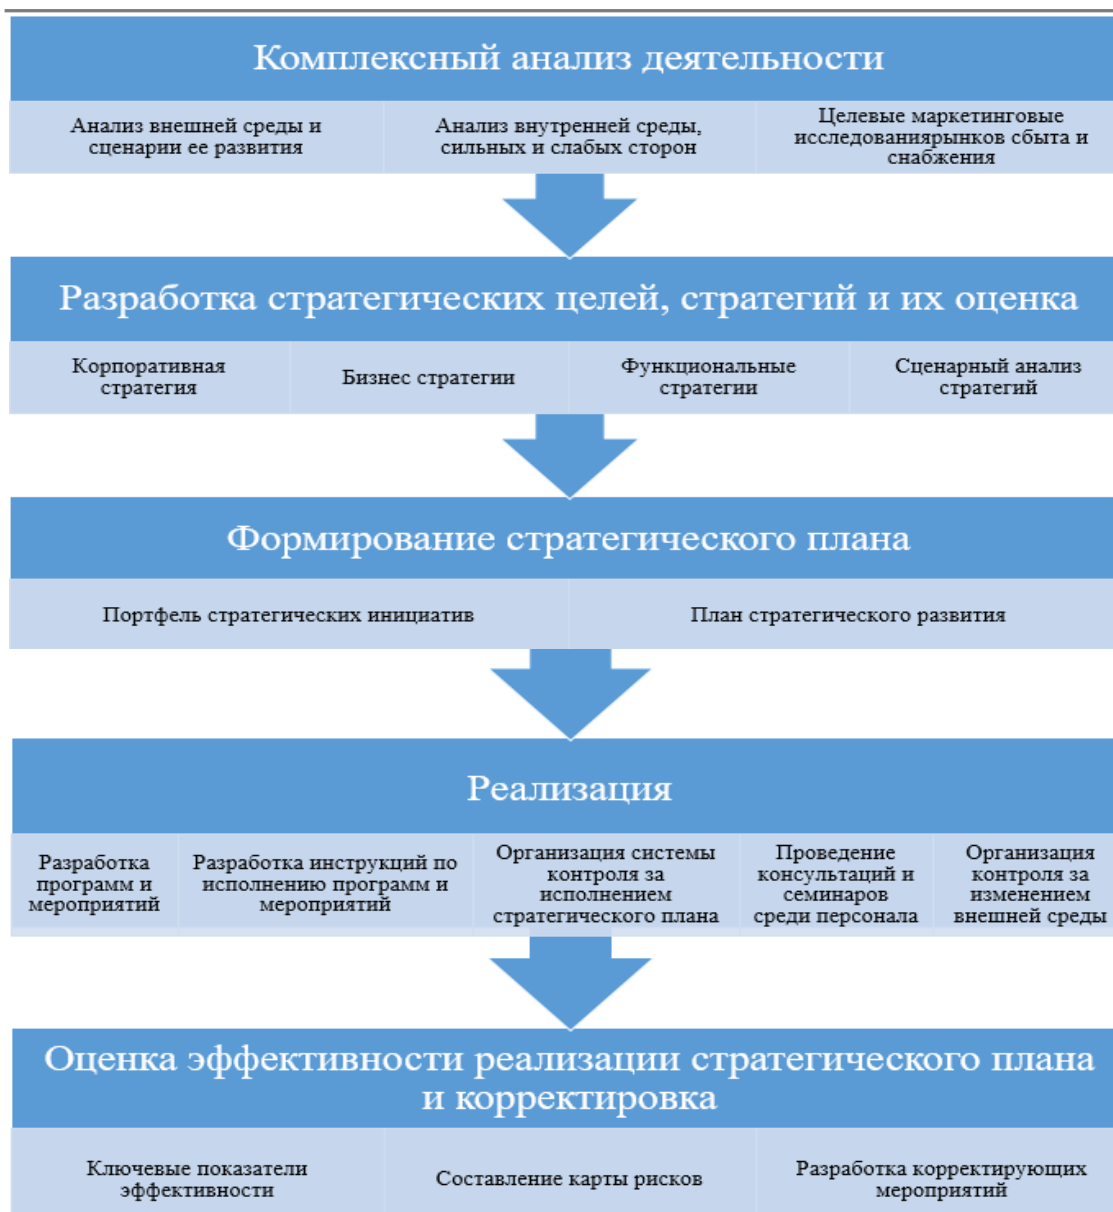 Комплексный анализ деятельности
Анализ внешней среды и
сценарии ее развития
Анализ внутренней среды,
сильных и слабых сторон
Целевые маркетинговые
исследованиярынков сбыта и
снабжения
Разработка стратегических целей, стратегий и их оценка
Корпоративная
стратегия
Бизнес стратегии
Функциональные
стратегии
Сценарный анализ
стратегий
Формирование стратегического плана
Портфель стратегических инициатив
План стратегического развития
Реализация
Разработка
программ и
мероприятий
Разработка инструкций по
исполнению программ и
мероприятий
Организация системы
контроля за
исполнением
стратегического плана
Проведение
консультаций и
семинаров
среди персонала
Организация
контроля за
изменением
внешней среды
Оценка эффективности реализации стратегического плана
и корректировка
Ключевые показатели
эффективности
Составление карты рисков
Разработка корректирующих
мероприятий